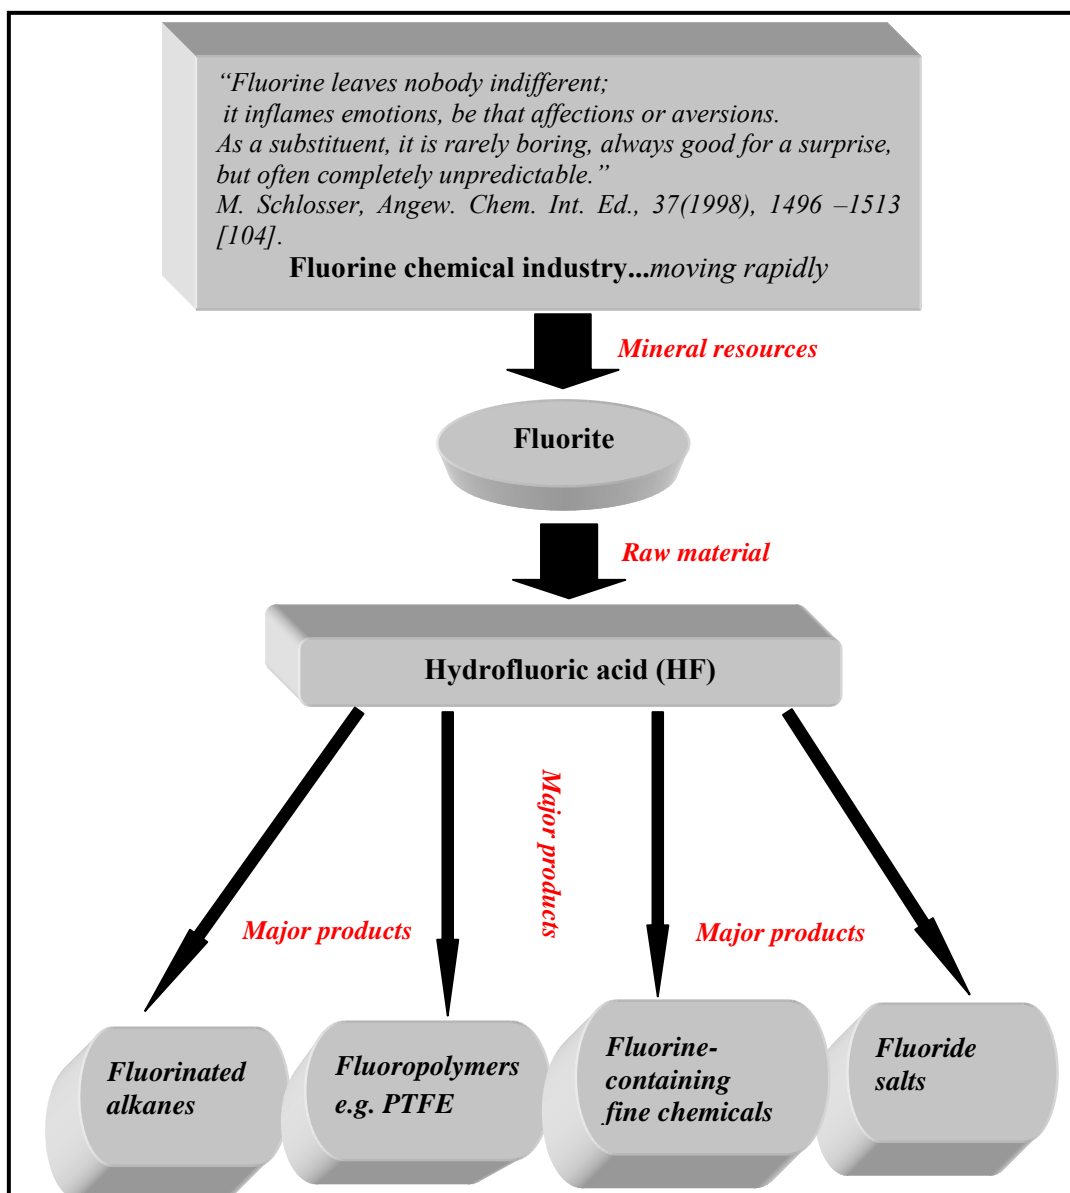 “Fluorine leaves nobody indifferent;
it inflames emotions, be that affections or aversions.
As a substituent, it is rarely boring, always good for a surprise,
but often completely unpredictable.”
M. Schlosser, Angew. Chem. Int. Ed., 37(1998), 1496 –1513
[104].
Fluorine chemical industry...moving rapidly
Mineral resources
Fluorite
Raw material
Hydrofluoric acid (HF)
Major products
Major products
Major products
Fluorinated
alkanes
Fluoropolymers
e.g. PTFE
Fluorine-
containing
fine chemicals
Fluoride
salts